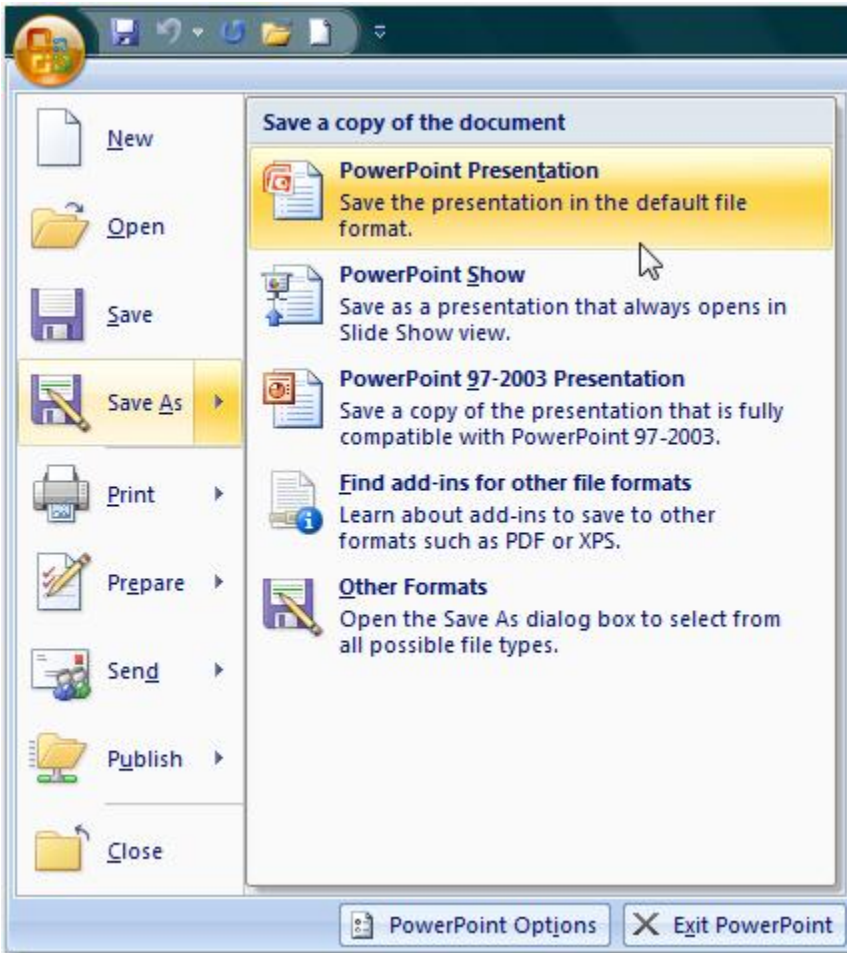 New
Open
Save
Save As
Print
Prepare
Send
Publish
Close
Save a copy of the document
PowerPoint Presentation
Save the presentation in the default file
format.
PowerPoint Show
Save as a presentation that always opens in
Slide Show view.
PowerPoint 97-2003 Presentation
Save a copy of the presentation that is fully
compatible with PowerPoint 97-2003.
Find add-ins for other file formats
Learn about add-ins to save to other
formats such as PDF or XPS.
Other Formats
Open the Save As dialog box to select from
all possible file types.
PowerPoint Options
Exit PowerPoint